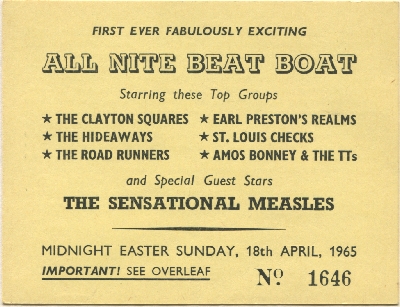 FIRST EVER FABULOUSLY EXCITING
ALL NITE BEAT BOAT
Starring these Top Groups
★ THE CLAYTON SQUARES ★ EARL PRESTON'S REALMS
★ THE HIDEAWAYS ★ ST. LOUIS CHECKS
★ THE ROAD RUNNERS ★ AMOS BONNEY & THE TTs
and Special Guest Stars
THE SENSATIONAL MEASLES
MIDNIGHT EASTER SUNDAY, 18th APRIL, 1965
IMPORTANT! SEE OVERLEAF Nº 1646